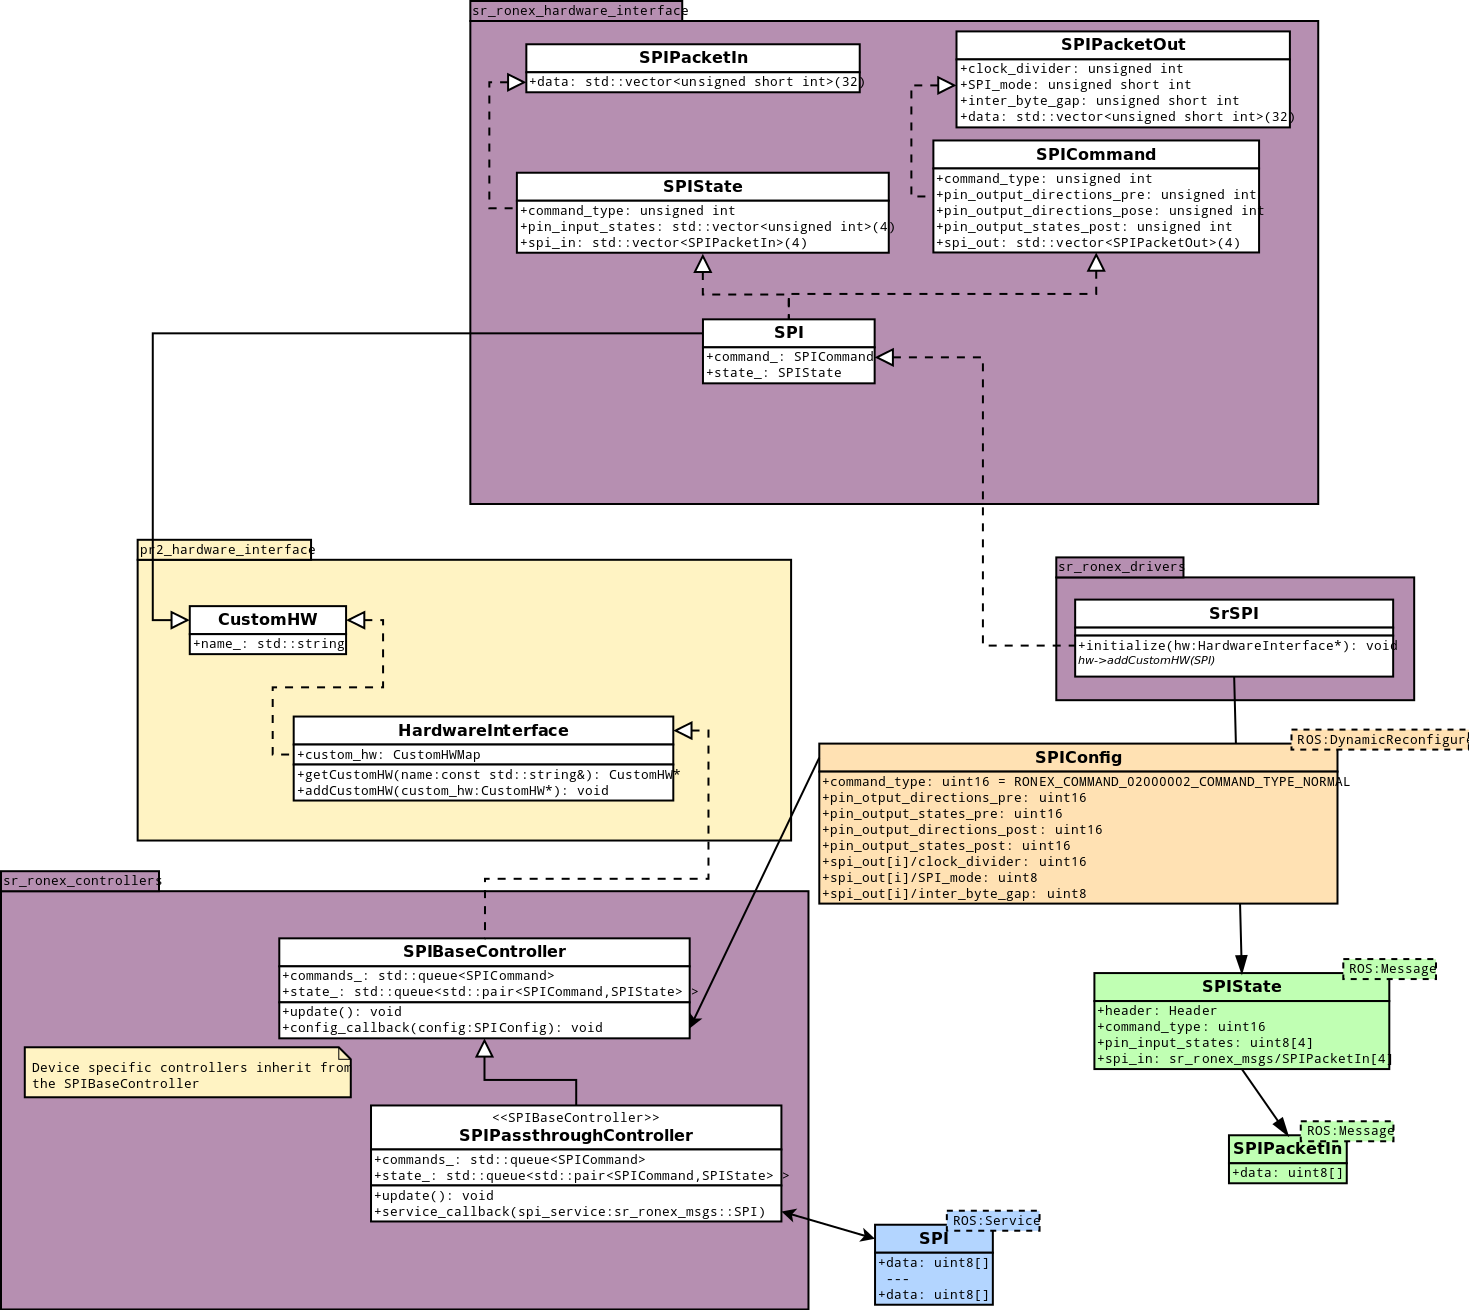 sr_ronex_hardware_interface
SPIPacketIn
+data: std::vector<unsigned short int>(32)
SPIPacketOut
+clock_divider: unsigned int
+SPI_mode: unsigned short int
+inter_byte_gap: unsigned short int
+data: std::vector<unsigned short int>(32)
SPICommand
+command_type: unsigned int
+pin_output_directions_pre: unsigned int
+pin_output_directions_pose: unsigned int
+pin_output_states_post: unsigned int
+spi_out: std::vector<SPIPacketOut>(4)
SPIState
+command_type: unsigned int
+pin_input_states: std::vector<unsigned int>(4)
+spi_in: std::vector<SPIPacketIn>(4)
SPI
+command_: SPICommand
+state_: SPIState
pr2_hardware_interface
CustomHW
+name_: std::string
HardwareInterface
+custom_hw: CustomHWMap
+getCustomHW(name:const std::string&): CustomHW*
+addCustomHW(custom_hw:CustomHW*): void
sr_ronex_drivers
SrSPI
+initialize(hw:HardwareInterface*): void
hw->addCustomHW(SPI)
ROS:DynamicReconfigure
SPIConfig
+command_type: uint16 = RONEX_COMMAND_02000002_COMMAND_TYPE_NORMAL
+pin_otput_directions_pre: uint16
+pin_output_states_pre: uint16
+pin_output_directions_post: uint16
+pin_output_states_post: uint16
+spi_out[i]/clock_divider: uint16
+spi_out[i]/SPI_mode: uint8
+spi_out[i]/inter_byte_gap: uint8
sr_ronex_controllers
SPIBaseController
+commands_: std::queue<SPICommand>
+state_: std::queue<std::pair<SPICommand,SPIState> >
+update(): void
+config_callback(config:SPIConfig): void
Device specific controllers inherit from
the SPIBaseController
<<SPIBaseController>>
SPIPassthroughController
+commands_: std::queue<SPICommand>
+state_: std::queue<std::pair<SPICommand,SPIState> >
+update(): void
+service_callback(spi_service:sr_ronex_msgs::SPI)
ROS:Message
SPIState
+header: Header
+command_type: uint16
+pin_input_states: uint8[4]
+spi_in: sr_ronex_msgs/SPIPacketIn[4]
ROS:Message
SPIPacketIn
+data: uint8[]
ROS:Service
SPI
+data: uint8[]
---
+data: uint8[]